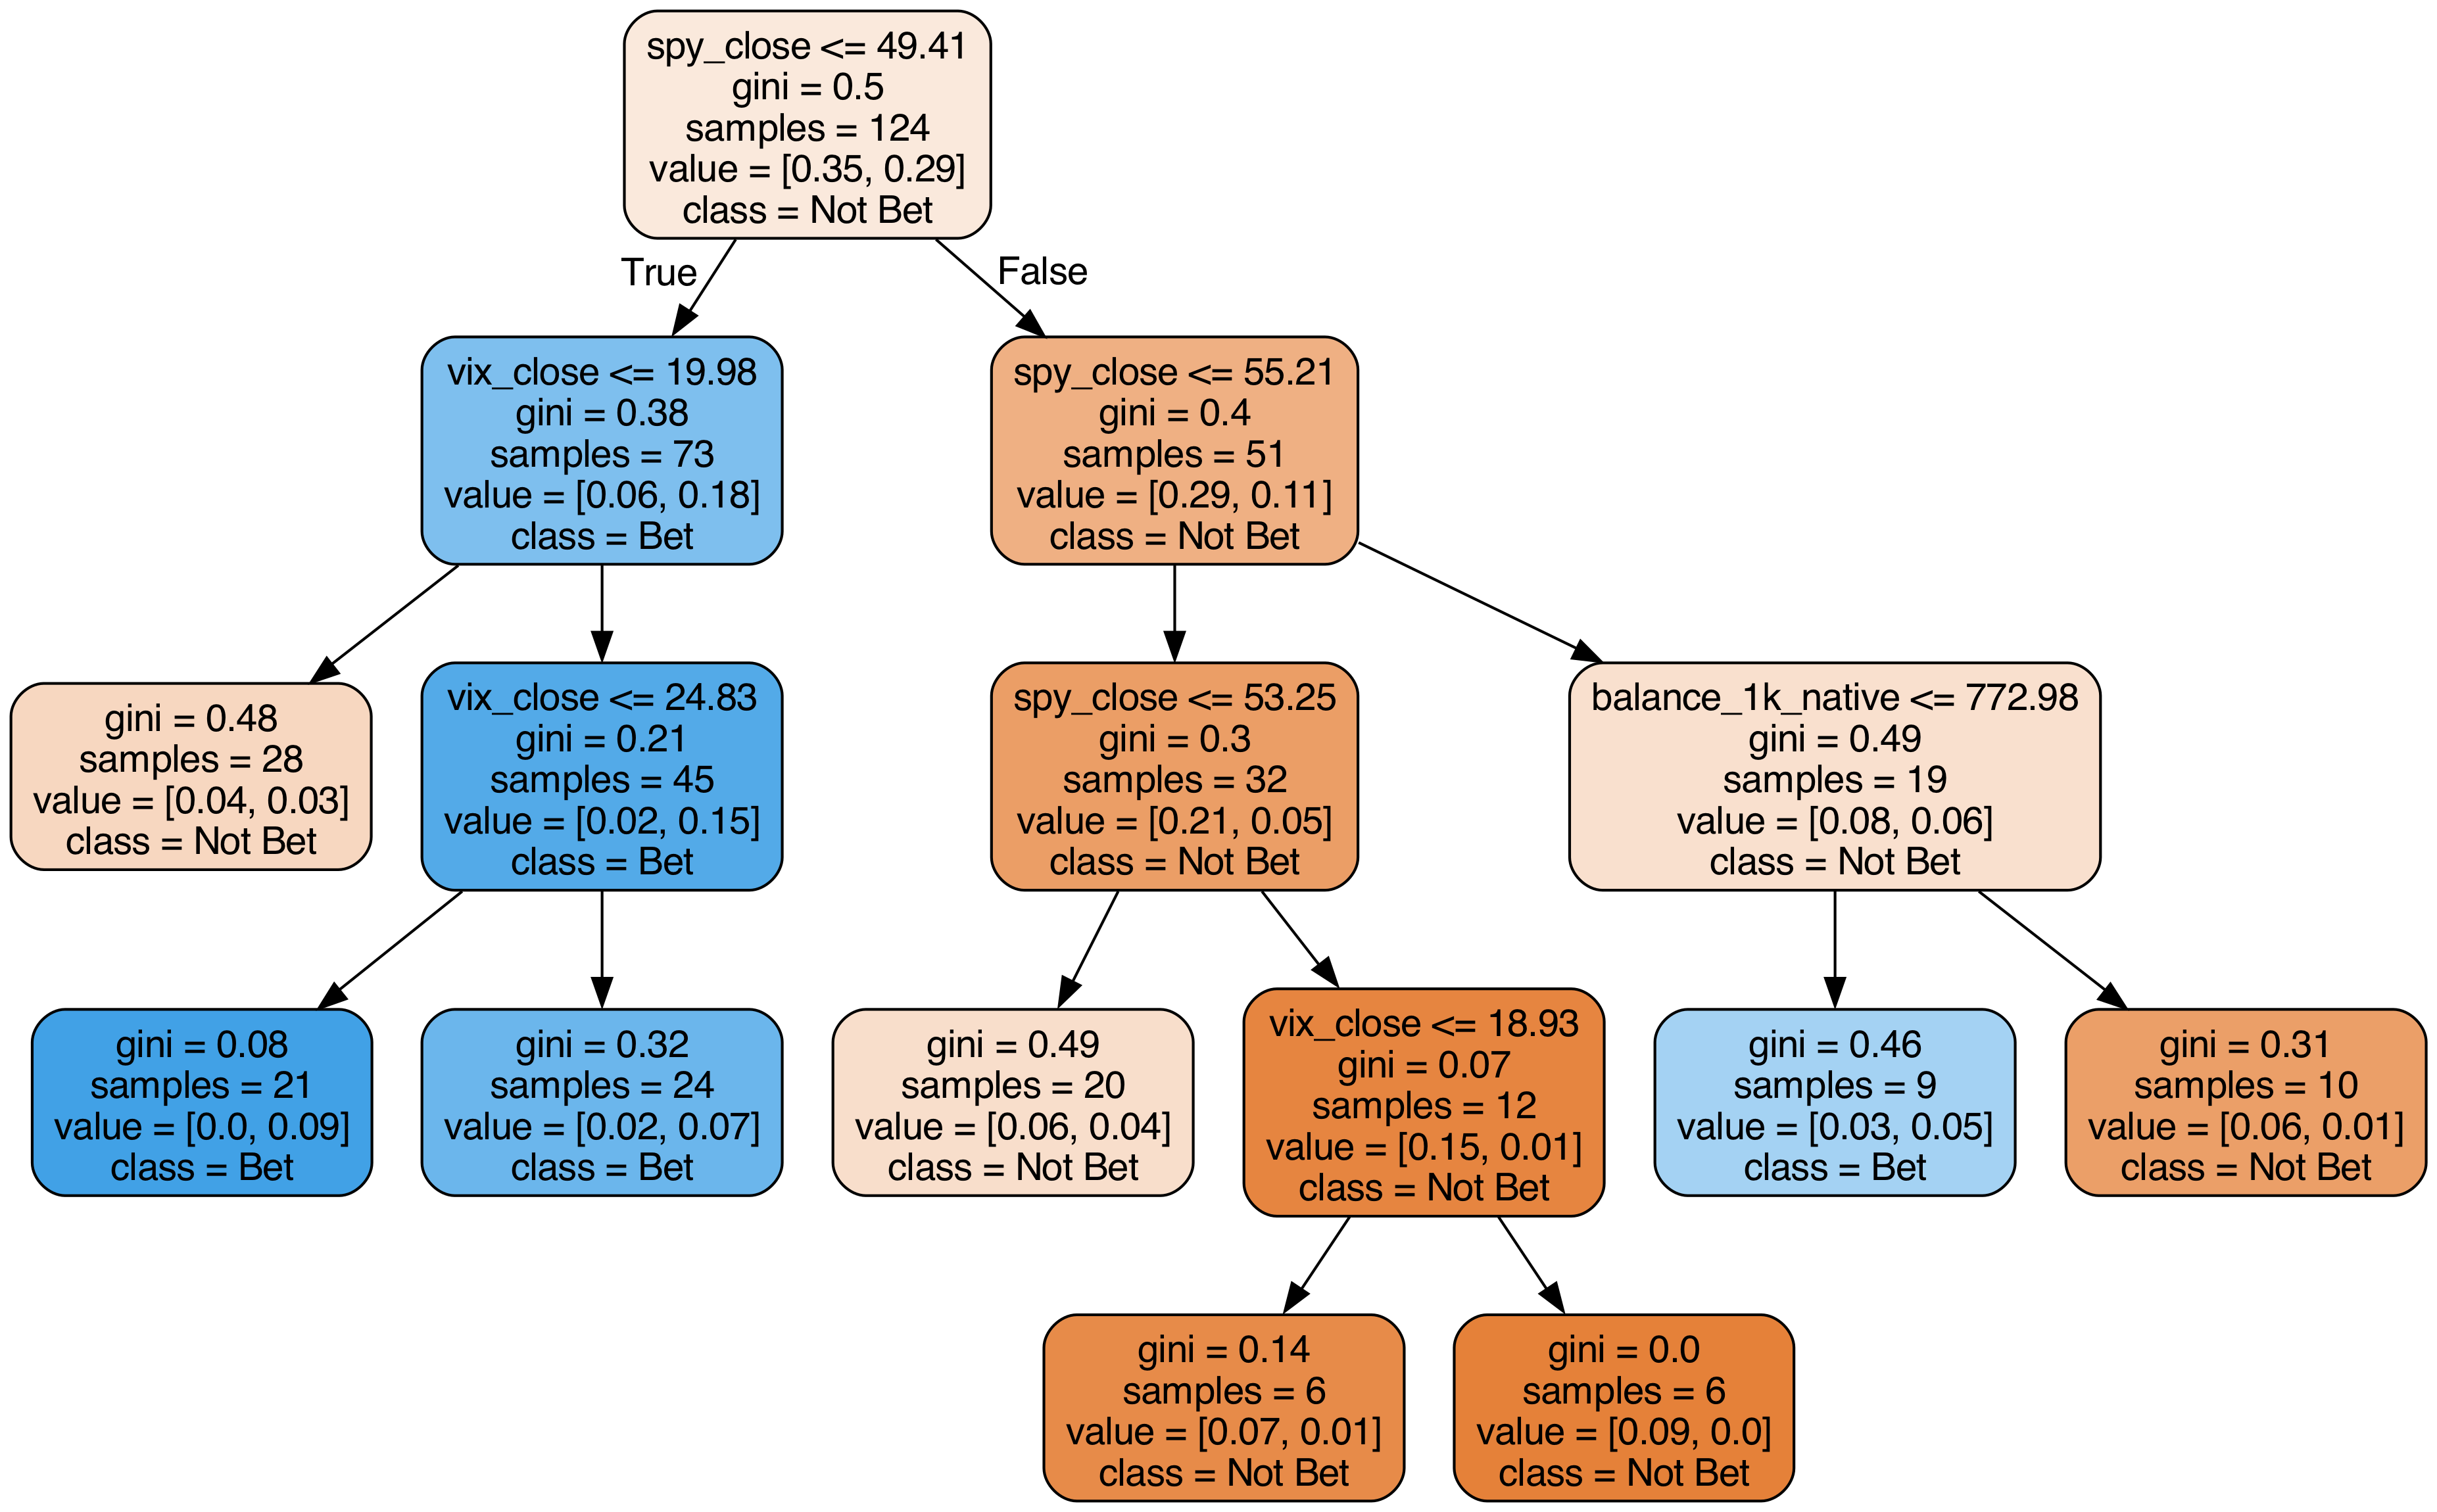 spy_close <= 49.41
gini = 0.5
samples = 124
value = [0.35, 0.29]
class = Not Bet
True
False
vix_close <= 19.98
gini = 0.38
samples = 73
value = [0.06, 0.18]
class = Bet
spy_close <= 55.21
gini = 0.4
samples = 51
value = [0.29, 0.11]
class = Not Bet
gini = 0.48
samples = 28
value = [0.04, 0.03]
class = Not Bet
vix_close <= 24.83
gini = 0.21
samples = 45
value = [0.02, 0.15]
class = Bet
spy_close <= 53.25
gini = 0.3
samples = 32
value = [0.21, 0.05]
class = Not Bet
balance_1k_native <= 772.98
gini = 0.49
samples = 19
value = [0.08, 0.06]
class = Not Bet
gini = 0.08
samples = 21
value = [0.0, 0.09]
class = Bet
gini = 0.32
samples = 24
value = [0.02, 0.07]
class = Bet
gini = 0.49
samples = 20
value = [0.06, 0.04]
class = Not Bet
vix_close <= 18.93
gini = 0.07
samples = 12
value = [0.15, 0.01]
class = Not Bet
gini = 0.46
samples = 9
value = [0.03, 0.05]
class = Bet
gini = 0.31
samples = 10
value = [0.06, 0.01]
class = Not Bet
gini = 0.14
samples = 6
value = [0.07, 0.01]
class = Not Bet
gini = 0.0
samples = 6
value = [0.09, 0.0]
class = Not Bet